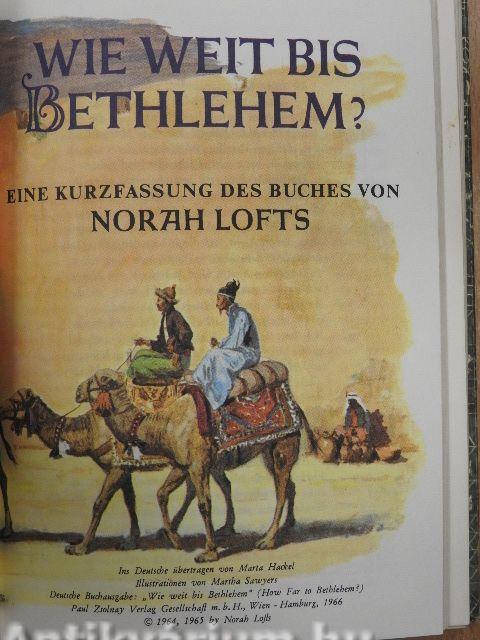 WIE WEIT BIS
BETHLEHEM?
EINE KURZFASSUNG DES BUCHES VON
NORAH LOFTS
Ins Deutsche übertragen von Marta Hackel
Illustrationen von Martha Sawyers
Deutsche Buchausgabe: „Wie weit bis Bethlehem" (How Far to Bethlehem?)
Paul Zsolnay Verlag Gesellschaft m. b. H., Wien - Hamburg, 1966
© 1964, 1965 by Norah Lofts